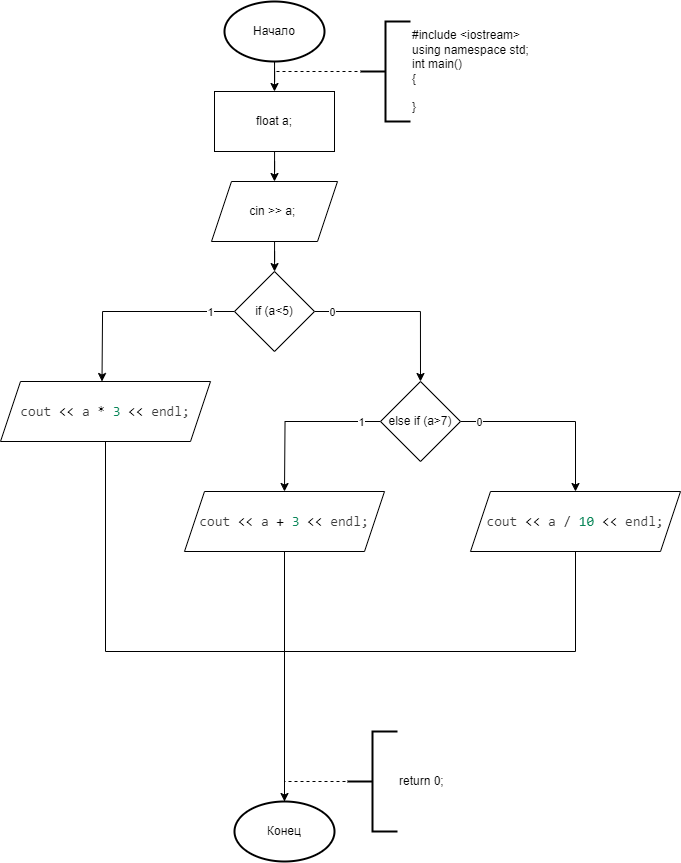 Начало
#include <iostream>
using namespace std;
int main()
{
}
float a;
cin >> a;
if (a<5)
1
0
cout << a * 3 << endl;
else if (a>7)
1
0
cout << a + 3 << endl;
cout << a / 10 << endl;
return 0;
Конец